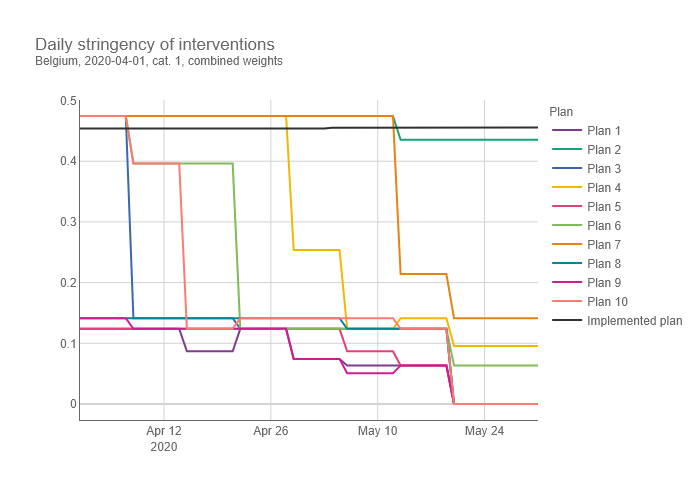 Daily stringency of interventions
Belgium, 2020-04-01, cat. 1, combined weights
Plan
Plan 1
Plan 2
Plan 3
Plan 4
Plan 5
Plan 6
Plan 7
Plan 8
Plan 9
Plan 10
Implemented plan
0.5
0.4
0.3
0.2
0.1
0
Apr 12
2020
Apr 26
May 10
May 24